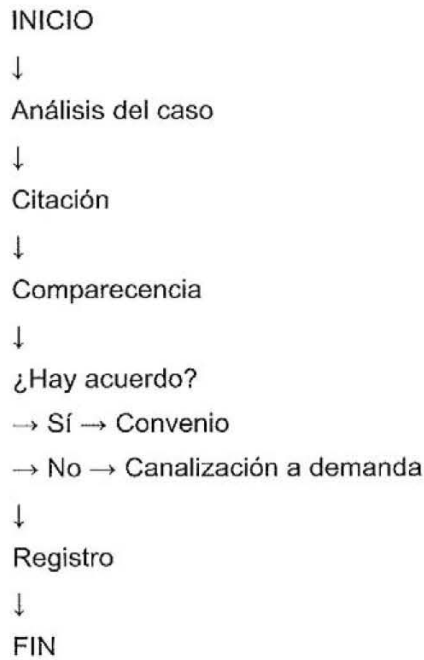 INICIO
↓
Análisis del caso
↓
Citación
↓
Comparecencia
↓
¿Hay acuerdo?
→ Sí → Convenio
→ No → Canalización a demanda
↓
Registro
↓
FIN